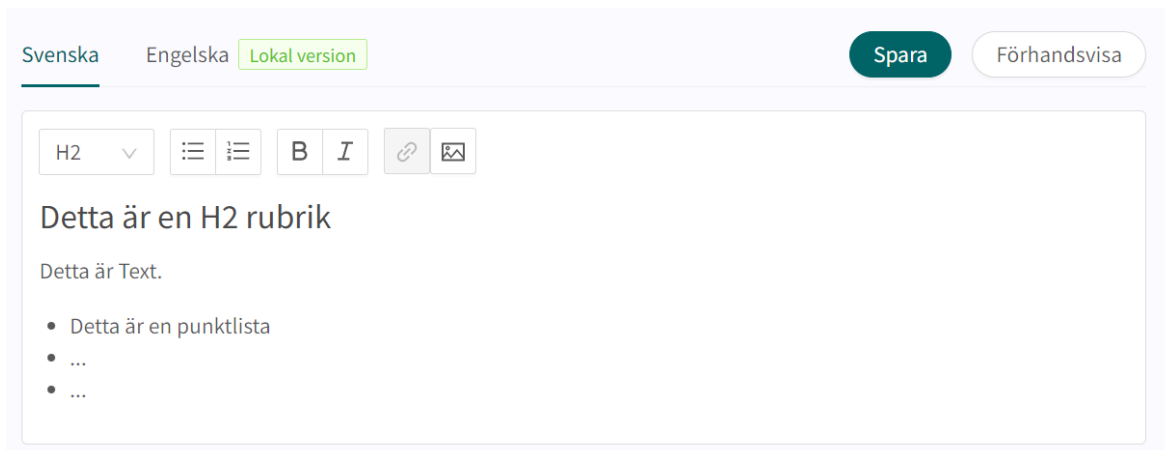 Svenska Engelska Lokal version Spara Förhandsvisa
H2 B I
Detta är en H2 rubrik
Detta är Text.
Detta är en punktlista
...
...